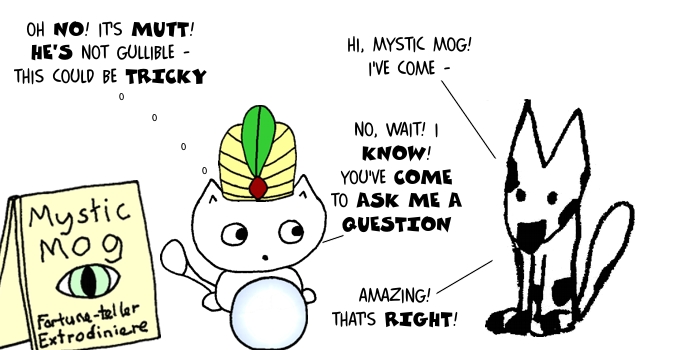 OH NO! IT'S MUTT!
HE'S NOT GULLIBLE -
THIS COULD BE TRICKY
HI, MYSTIC MOG!
I'VE COME -
NO, WAIT! I
KNOW!
YOU'VE COME
TO ASK ME A
QUESTION
AMAZING!
THAT'S RIGHT!
Mystic
MOg
Fortune-teller
Extrodiniere